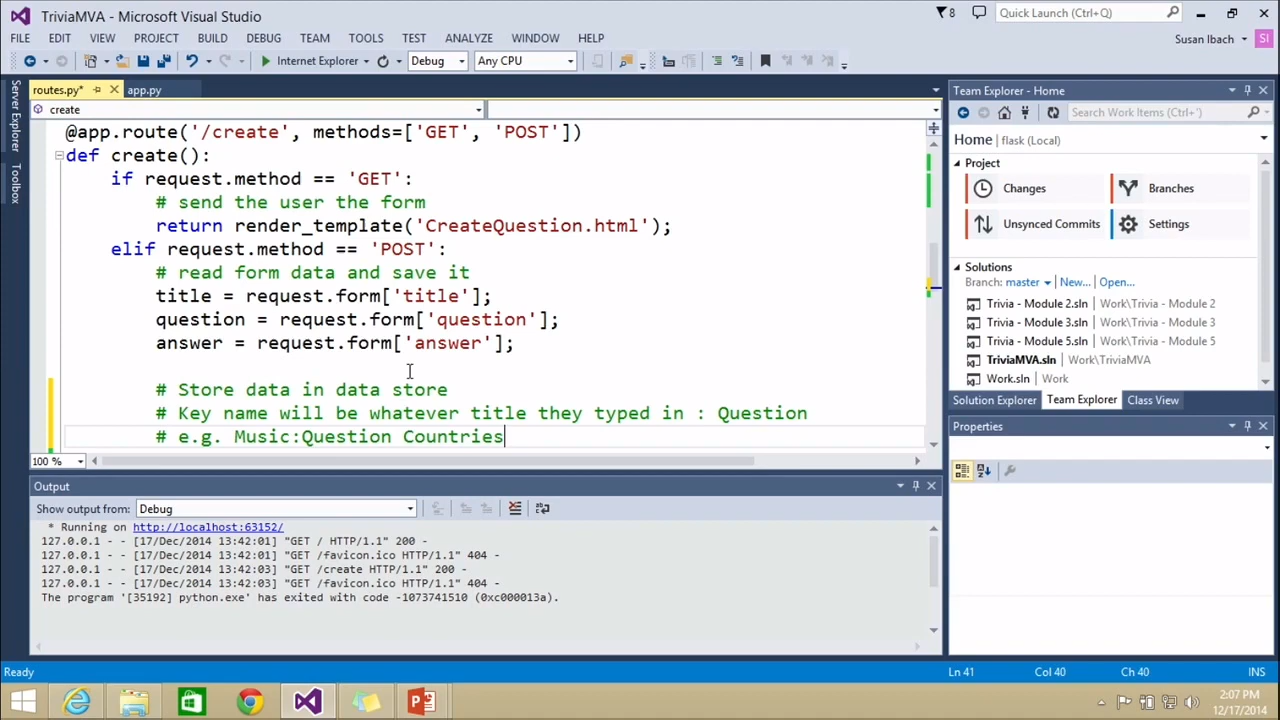 TriviaMVA - Microsoft Visual Studio
8
Quick Launch (Ctrl+Q)
FILE EDIT VIEW PROJECT BUILD DEBUG TEAM TOOLS TEST ANALYZE WINDOW HELP
Susan Ibach SI
Internet Explorer Debug Any CPU
Server Explorer
Toolbox
routes.py* app.py
create
@app.route('/create', methods=['GET', 'POST'])
def create():
if request.method == 'GET':
# send the user the form
return render_template('CreateQuestion.html');
elif request.method == 'POST':
# read form data and save it
title = request.form['title'];
question = request.form['question'];
answer = request.form['answer'];
# Store data in data store
# Key name will be whatever title they typed in : Question
# e.g. Music:Question Countries
100 %
Team Explorer - Home
Search Work Items (Ctrl+')
Home | flask (Local)
Project
Changes
Branches
Unsynced Commits
Settings
Solutions
Branch: master | New... | Open...
Trivia - Module 2.sln Work\Trivia - Module 2
Trivia - Module 3.sln Work\Trivia - Module 3
Trivia - Module 5.sln Work\Trivia - Module 5
TriviaMVA.sln Work\TriviaMVA
Work.sln Work
Solution Explorer Team Explorer Class View
Properties
Output
Show output from: Debug
* Running on http://localhost:63152/
127.0.0.1 - - [17/Dec/2014 13:42:01] "GET / HTTP/1.1" 200 -
127.0.0.1 - - [17/Dec/2014 13:42:01] "GET /favicon.ico HTTP/1.1" 404 -
127.0.0.1 - - [17/Dec/2014 13:42:03] "GET /create HTTP/1.1" 200 -
127.0.0.1 - - [17/Dec/2014 13:42:03] "GET /favicon.ico HTTP/1.1" 404 -
The program '[35192] python.exe' has exited with code -1073741510 (0xc000013a).
Ready Ln 41 Col 40 Ch 40 INS
2:07 PM
12/17/2014